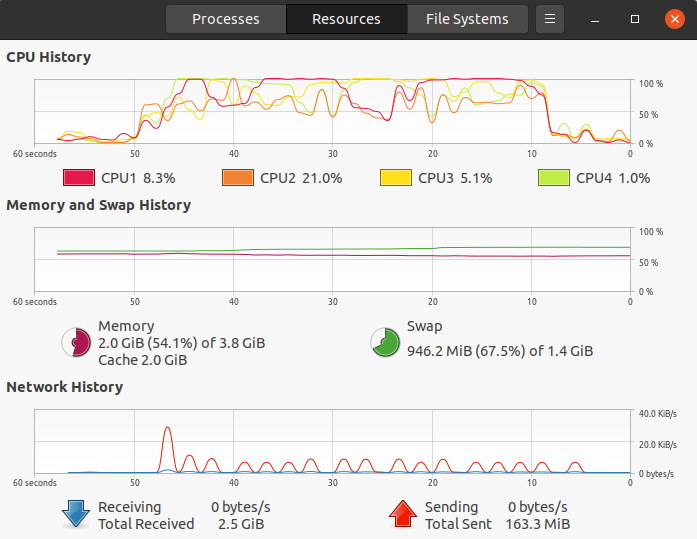 Processes Resources File Systems
CPU History
100 %
50 %
0 %
60 seconds 50 40 30 20 10 0
CPU1 8.3% CPU2 21.0% CPU3 5.1% CPU4 1.0%
Memory and Swap History
100 %
50 %
0 %
60 seconds 50 40 30 20 10 0
Memory
2.0 GiB (54.1%) of 3.8 GiB
Cache 2.0 GiB
Swap
946.2 MiB (67.5%) of 1.4 GiB
Network History
40.0 KiB/s
20.0 KiB/s
0 bytes/s
60 seconds 50 40 30 20 10 0
Receiving 0 bytes/s
Total Received 2.5 GiB
Sending 0 bytes/s
Total Sent 163.3 MiB